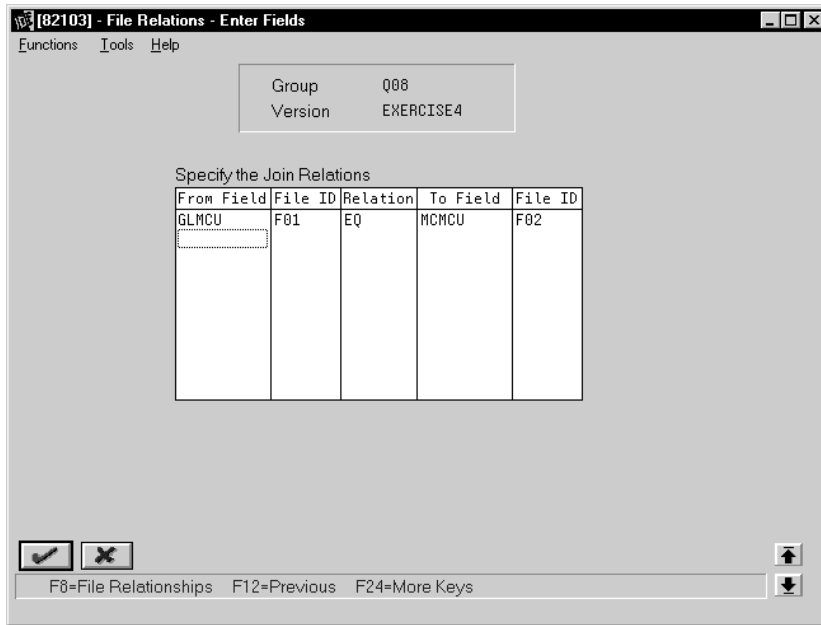 [82103] - File Relations - Enter Fields
Functions Tools Help
Group Q08
Version EXERCISE4
Specify the Join Relations
From Field File ID Relation To Field File ID
GLMCU F01 EQ MCMCU F02
F8=File Relationships F12=Previous F24=More Keys